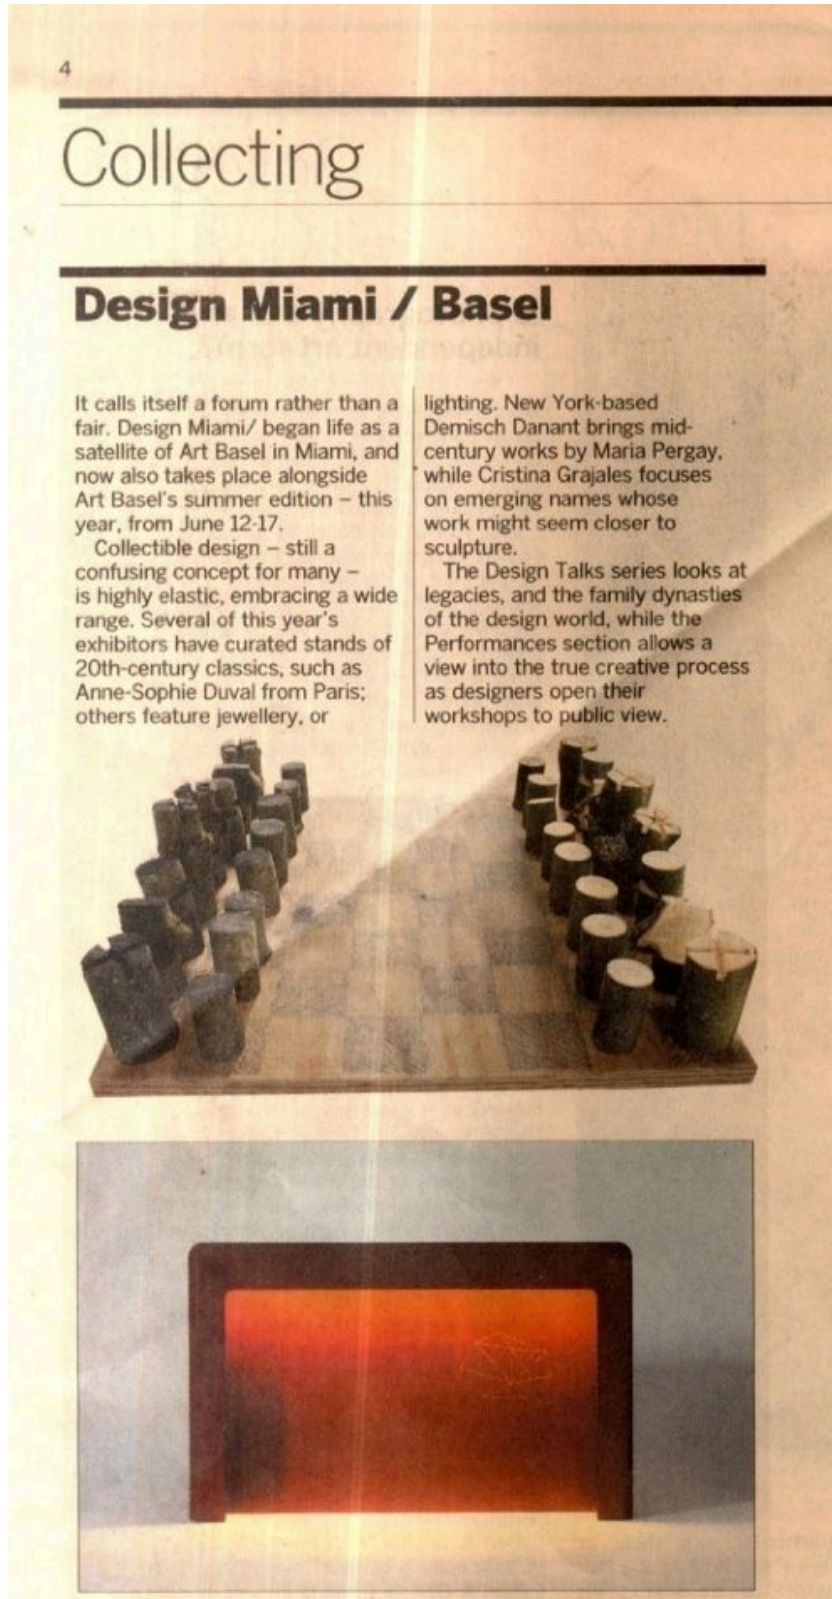 4
Collecting
Design Miami / Basel
It calls itself a forum rather than a
fair. Design Miami/ began life as a
satellite of Art Basel in Miami, and
now also takes place alongside
Art Basel's summer edition – this
year, from June 12-17.
Collectible design – still a
confusing concept for many –
is highly elastic, embracing a wide
range. Several of this year's
exhibitors have curated stands of
20th-century classics, such as
Anne-Sophie Duval from Paris;
others feature jewellery, or
lighting. New York-based
Demisch Danant brings mid-
century works by Maria Pergay,
while Cristina Grajales focuses
on emerging names whose
work might seem closer to
sculpture.
The Design Talks series looks at
legacies, and the family dynasties
of the design world, while the
Performances section allows a
view into the true creative process
as designers open their
workshops to public view.